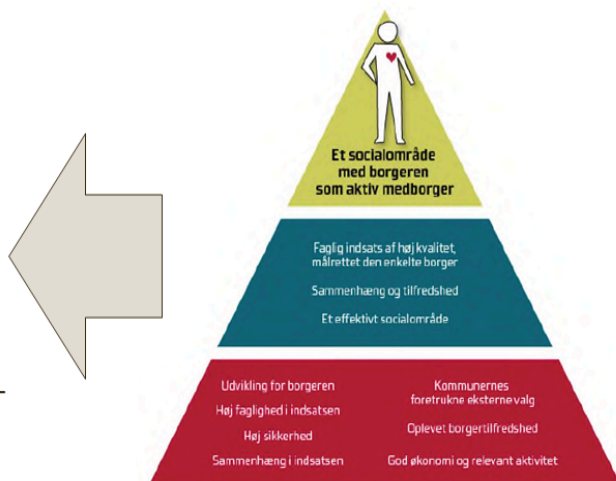 Et socialområde
med borgeren
som aktiv medborger
Faglig indsats af høj kvalitet,
målrettet den enkelte borger
Sammenhæng og tilfredshed
Et effektivt socialområde
Udvikling for borgeren
Høj faglighed i indsatsen
Høj sikkerhed
Sammenhæng i indsatsen
Kommunernes
foretrukne eksterne valg
Oplevet borgertilfredshed
God økonomi og relevant aktivitet